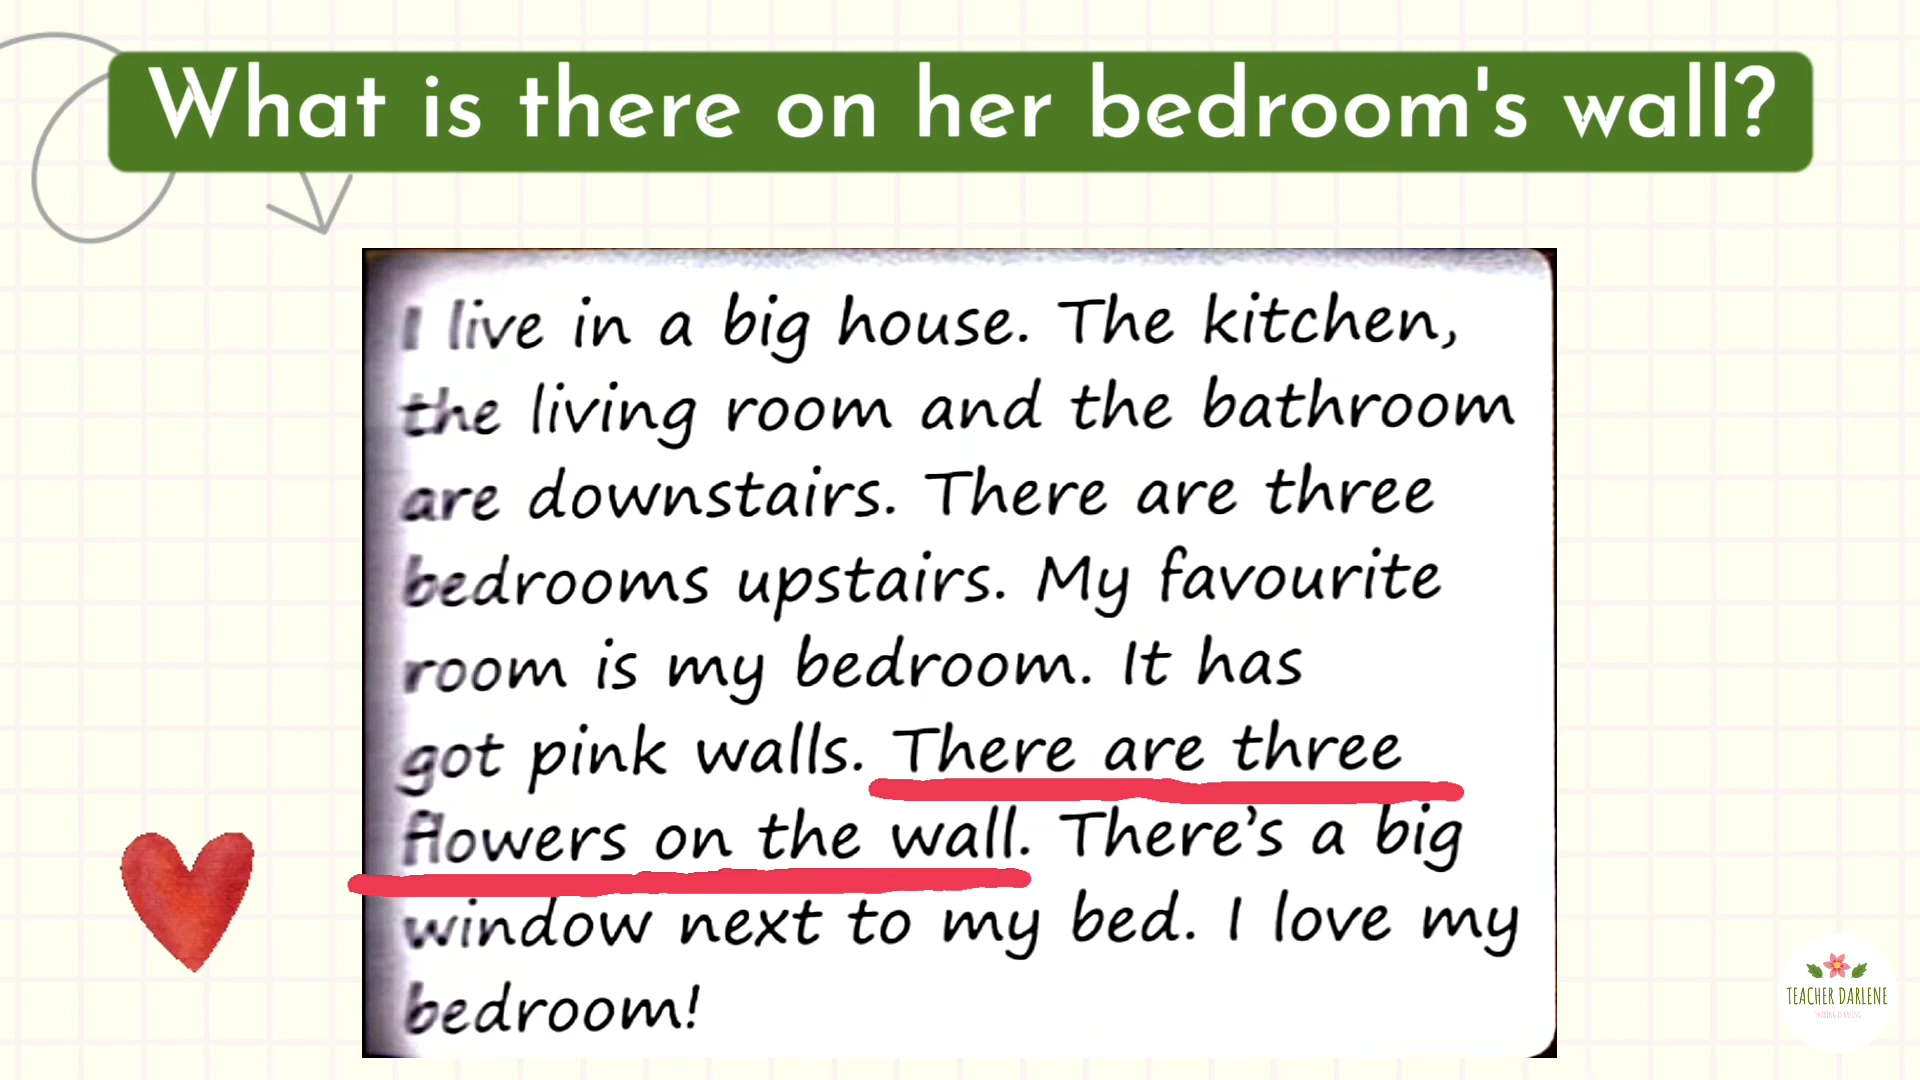 What is there on her bedroom's wall?
I live in a big house. The kitchen,
the living room and the bathroom
are downstairs. There are three
bedrooms upstairs. My favourite
room is my bedroom. It has
got pink walls. There are three
flowers on the wall. There's a big
window next to my bed. I love my
bedroom!
TEACHER DARLENE